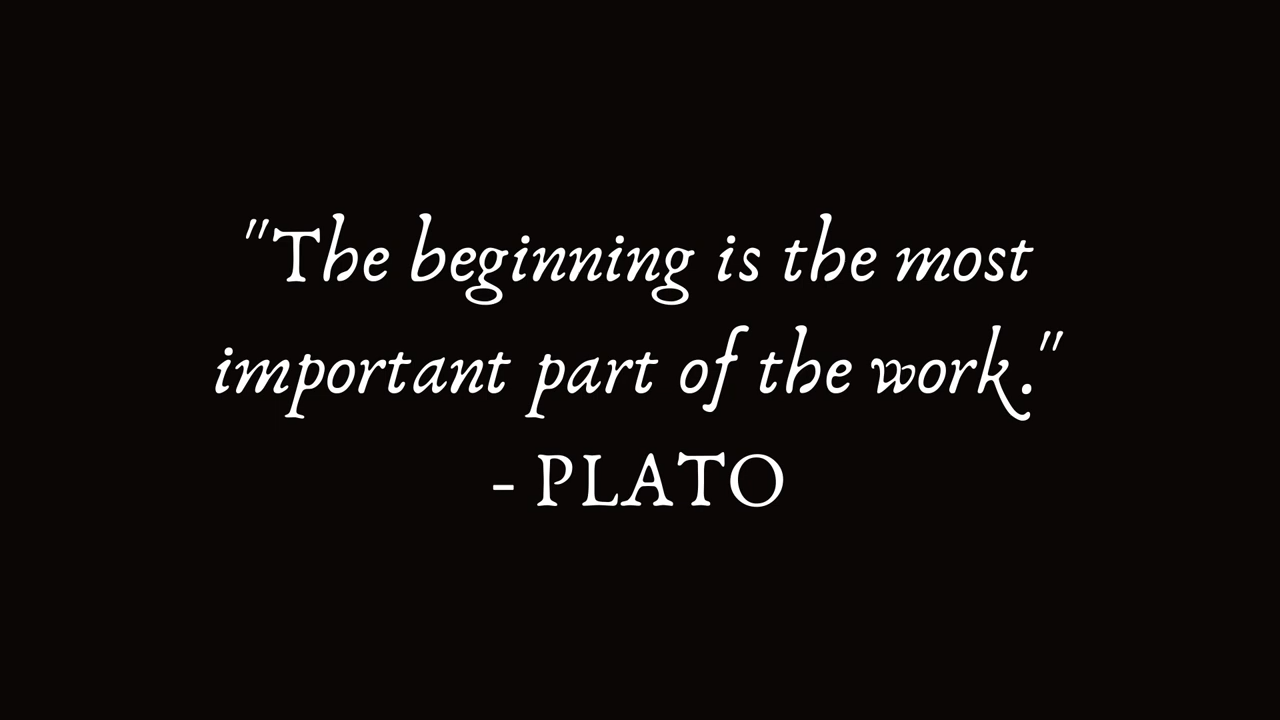 "The beginning is the most
important part of the work."
- PLATO